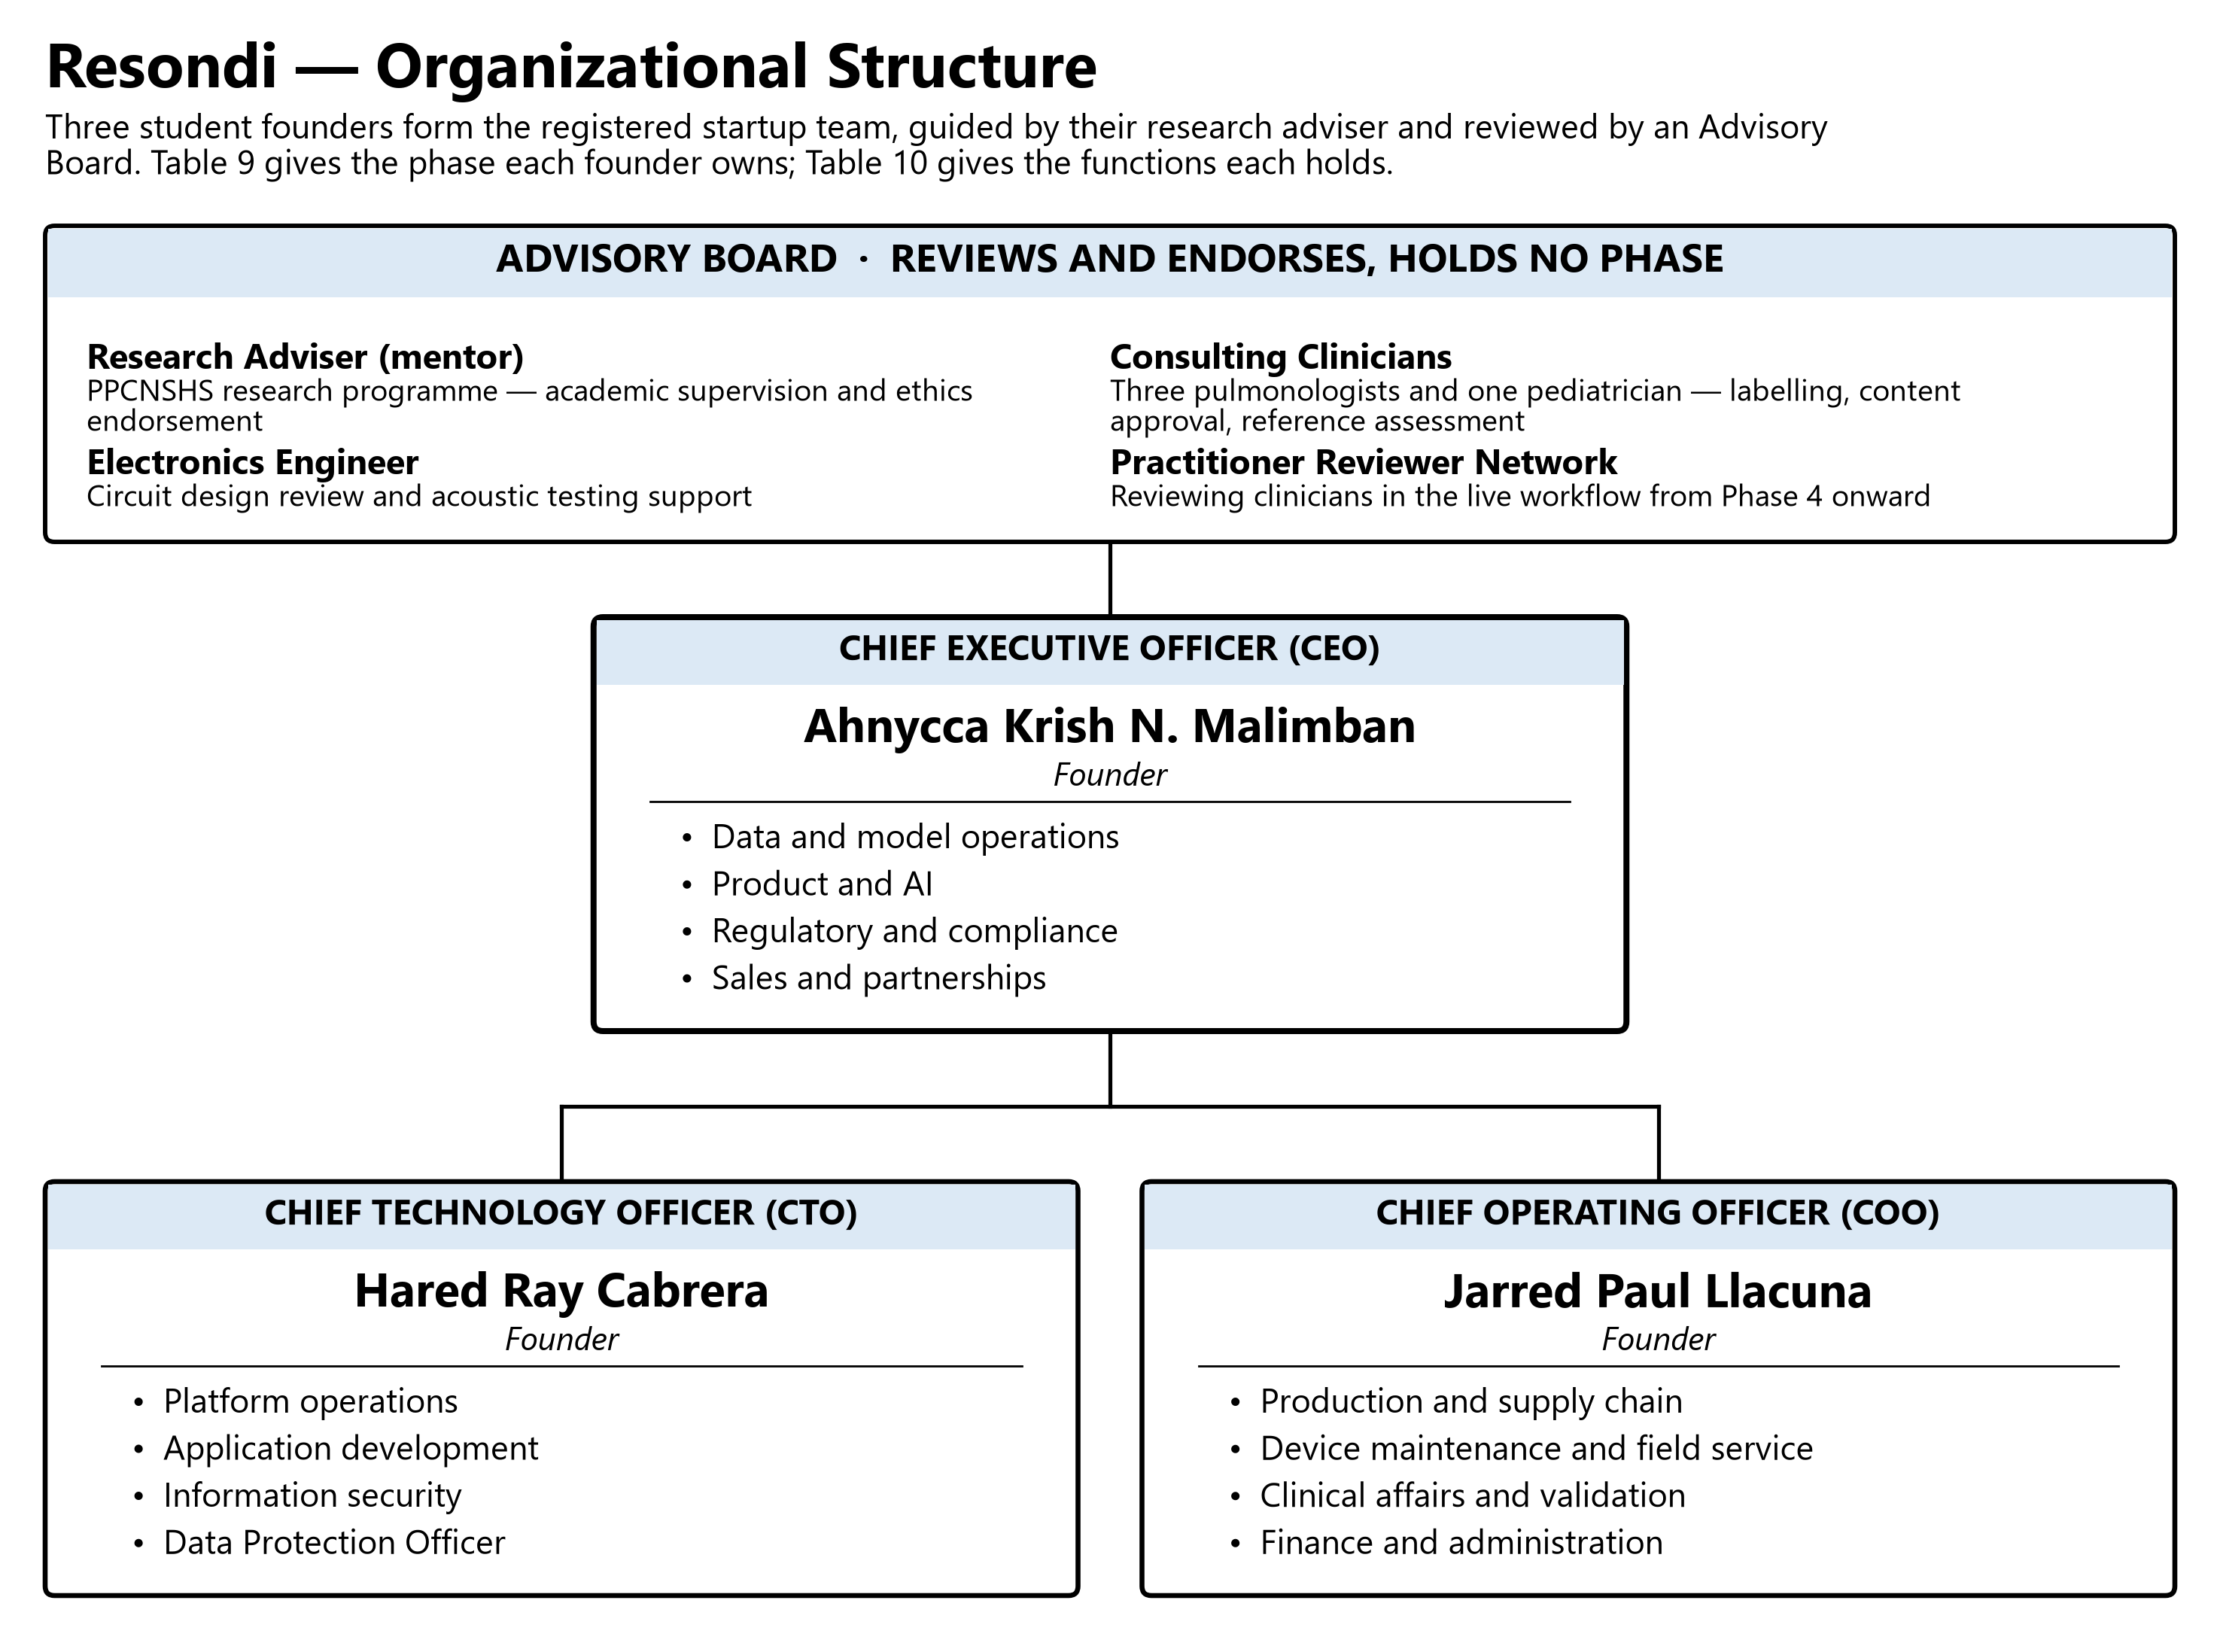 Resondi — Organizational Structure
Three student founders form the registered startup team, guided by their research adviser and reviewed by an Advisory
Board. Table 9 gives the phase each founder owns; Table 10 gives the functions each holds.
ADVISORY BOARD · REVIEWS AND ENDORSES, HOLDS NO PHASE
Research Adviser (mentor)
PPCNSHS research programme — academic supervision and ethics
endorsement
Electronics Engineer
Circuit design review and acoustic testing support
Consulting Clinicians
Three pulmonologists and one pediatrician — labelling, content
approval, reference assessment
Practitioner Reviewer Network
Reviewing clinicians in the live workflow from Phase 4 onward
CHIEF EXECUTIVE OFFICER (CEO)
Ahnycca Krish N. Malimban
Founder
• Data and model operations
• Product and AI
• Regulatory and compliance
• Sales and partnerships
CHIEF TECHNOLOGY OFFICER (CTO)
Hared Ray Cabrera
Founder
• Platform operations
• Application development
• Information security
• Data Protection Officer
CHIEF OPERATING OFFICER (COO)
Jarred Paul Llacuna
Founder
• Production and supply chain
• Device maintenance and field service
• Clinical affairs and validation
• Finance and administration